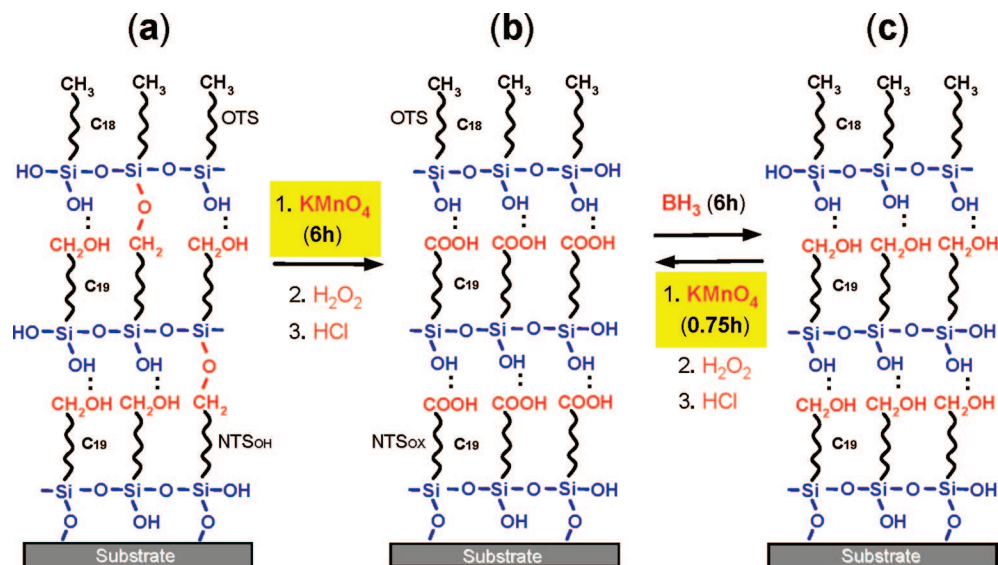 (a)
CH₃ CH₃ CH₃
C₁₈ OTS
HO–Si–O–Si–O–Si–
OH O OH
CH₂OH CH₂ CH₂OH
C₁₉
HO–Si–O–Si–O–Si–
OH OH O
CH₂OH CH₂OH CH₂
C₁₉ NTSOH
–Si–O–Si–O–Si–OH
O OH O
Substrate
1. KMnO₄
(6h)
2. H₂O₂
3. HCl
(b)
CH₃ CH₃ CH₃
OTS C₁₈
–Si–O–Si–O–Si–OH
OH OH OH
COOH COOH COOH
C₁₉
–Si–O–Si–O–Si–OH
OH OH OH
COOH COOH COOH
NTSOX C₁₉
–Si–O–Si–O–Si–OH
O OH O
Substrate
BH₃ (6h)
1. KMnO₄
(0.75h)
2. H₂O₂
3. HCl
(c)
CH₃ CH₃ CH₃
C₁₈
HO–Si–O–Si–O–Si–
OH OH OH
CH₂OH CH₂OH CH₂OH
C₁₉
–Si–O–Si–O–Si–OH
OH OH OH
CH₂OH CH₂OH CH₂OH
C₁₉
–Si–O–Si–O–Si–OH
O OH O
Substrate